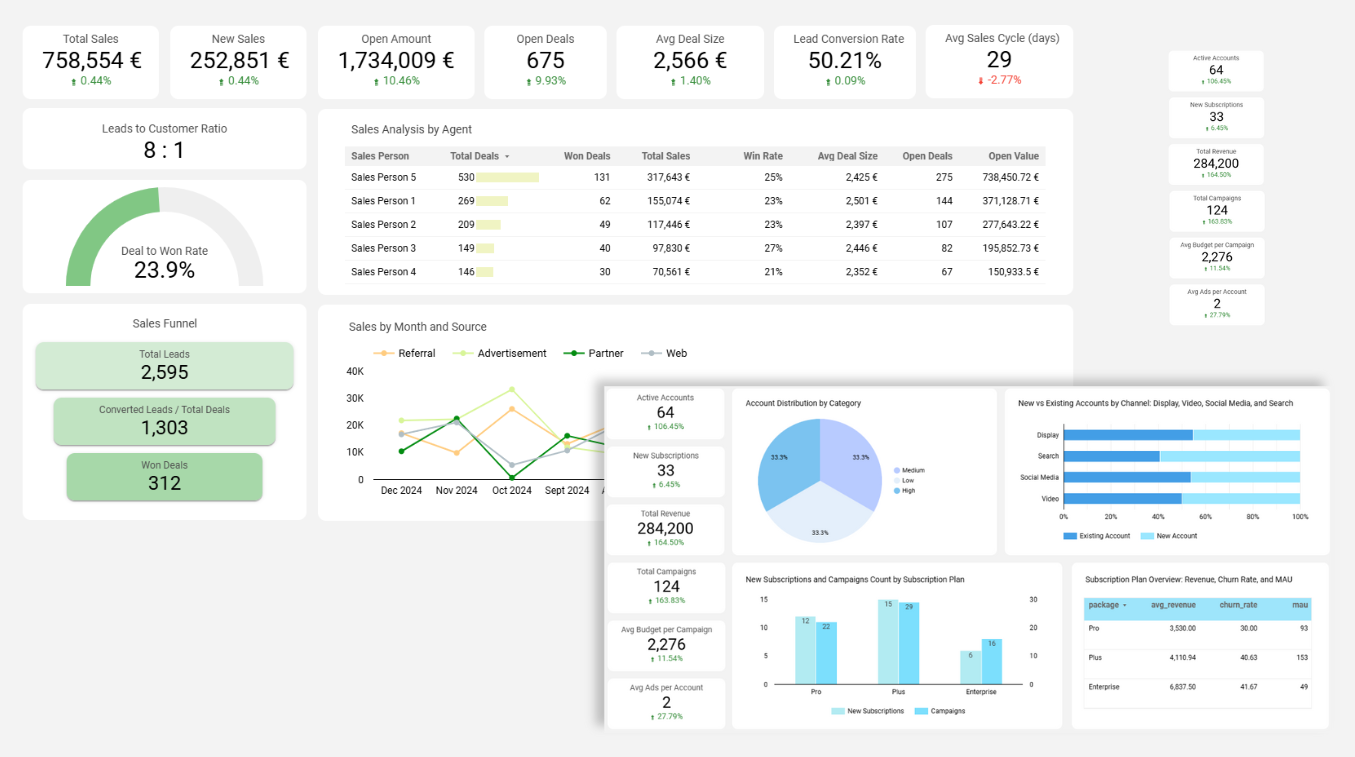 Total Sales
758,554 €
0.44%
New Sales
252,851 €
0.44%
Open Amount
1,734,009 €
10.46%
Open Deals
675
9.93%
Avg Deal Size
2,566 €
1.40%
Lead Conversion Rate
50.21%
0.09%
Avg Sales Cycle (days)
29
-2.77%
Active Accounts
64
106.45%
New Subscriptions
33
6.45%
Total Revenue
284,200
164.50%
Total Campaigns
124
163.83%
Avg Budget per Campaign
2,276
11.54%
Avg Ads per Account
2
27.79%
Leads to Customer Ratio
8 : 1
Deal to Won Rate
23.9%
Sales Analysis by Agent
Sales Person Total Deals Won Deals Total Sales Win Rate Avg Deal Size Open Deals Open Value
Sales Person 5 530 131 317,643 € 25% 2,425 € 275 738,450.72 €
Sales Person 1 269 62 155,074 € 23% 2,501 € 144 371,128.71 €
Sales Person 2 209 49 117,446 € 23% 2,397 € 107 277,643.22 €
Sales Person 3 149 40 97,830 € 27% 2,446 € 82 195,852.73 €
Sales Person 4 146 30 70,561 € 21% 2,352 € 67 150,933.5 €
Sales Funnel
Total Leads
2,595
Converted Leads / Total Deals
1,303
Won Deals
312
Sales by Month and Source
Referral Advertisement Partner Web
40K
30K
20K
10K
0
Dec 2024 Nov 2024 Oct 2024 Sept 2024
Active Accounts
64
106.45%
New Subscriptions
33
6.45%
Total Revenue
284,200
164.50%
Total Campaigns
124
163.83%
Avg Budget per Campaign
2,276
11.54%
Avg Ads per Account
2
27.79%
Account Distribution by Category
33.3%
33.3%
33.3%
Medium
Low
High
New vs Existing Accounts by Channel: Display, Video, Social Media, and Search
Display
Search
Social Media
Video
0% 20% 40% 60% 80% 100%
Existing Account New Account
New Subscriptions and Campaigns Count by Subscription Plan
15
10
5
0
30
20
10
0
12 22
15 29
6 16
Pro Plus Enterprise
New Subscriptions Campaigns
Subscription Plan Overview: Revenue, Churn Rate, and MAU
package avg_revenue churn_rate mau
Pro 3,530.00 30.00 93
Plus 4,110.94 40.63 153
Enterprise 6,837.50 41.67 49